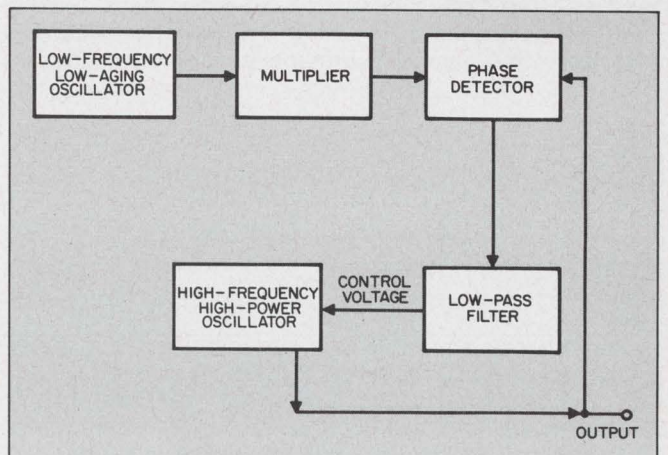 LOW-FREQUENCY
LOW-AGING
OSCILLATOR
MULTIPLIER
PHASE
DETECTOR
HIGH-FREQUENCY
HIGH-POWER
OSCILLATOR
CONTROL
VOLTAGE
LOW-PASS
FILTER
OUTPUT